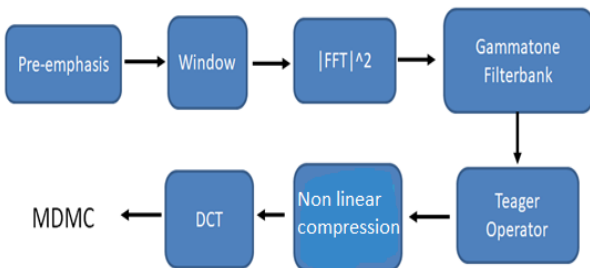 Pre-emphasis
Window
|FFT|^2
Gammatone
Filterbank
Teager
Operator
Non linear
compression
DCT
MDMC